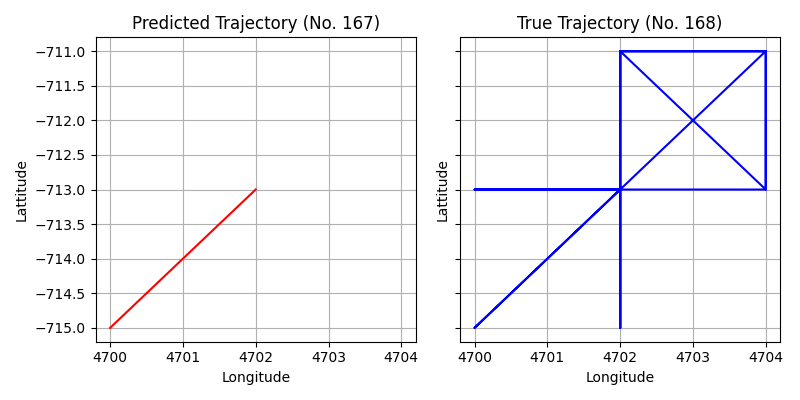 Predicted Trajectory (No. 167)
True Trajectory (No. 168)
−711.0
−711.5
−712.0
−712.5
−713.0
−713.5
−714.0
−714.5
−715.0
Lattitude
4700 4701 4702 4703 4704
Longitude
Lattitude
4700 4701 4702 4703 4704
Longitude